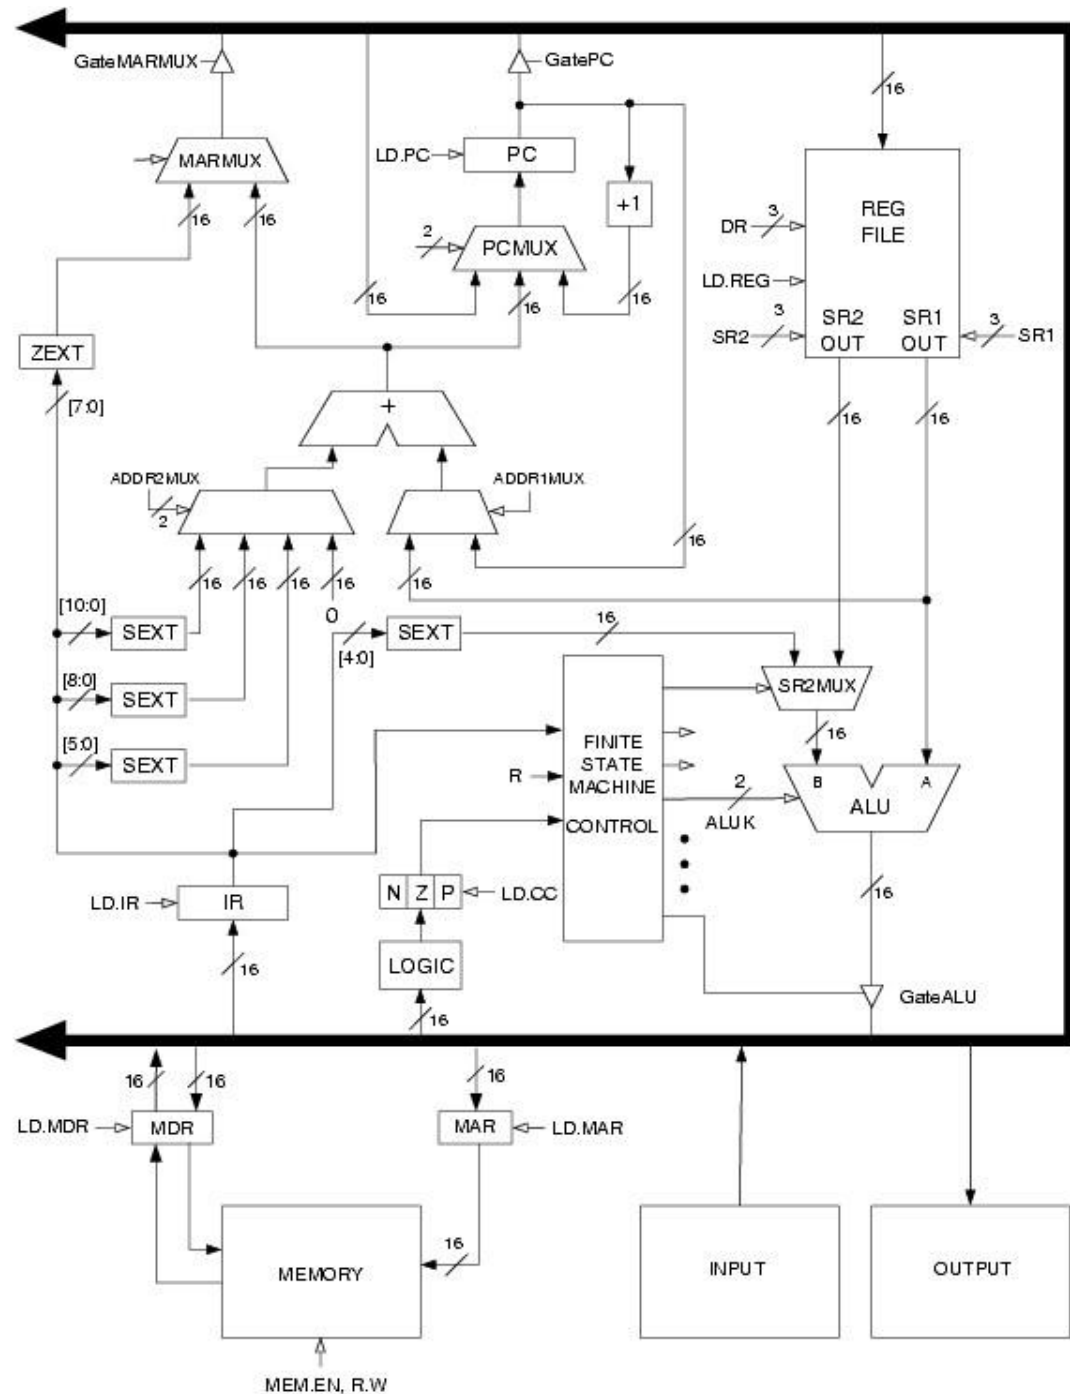 GateMARMUX
GatePC
16
MARMUX
LD.PC
PC
16
16
+1
REG
FILE
DR
3
2
PCMUX
LD.REG
16
16
16
ZEXT
SR2
3
SR2
OUT
SR1
OUT
3
SR1
[7:0]
+
16
16
ADDR2MUX
2
ADDR1MUX
16
16
16
16
16
16
0
[10:0]
SEXT
[4:0]
SEXT
16
[8:0]
SEXT
SR2MUX
16
[5:0]
SEXT
FINITE
STATE
MACHINE
CONTROL
R
2
ALUK
B
A
ALU
LD.IR
IR
N Z P
LD.CC
16
16
LOGIC
16
GateALU
16
16
16
LD.MDR
MDR
MAR
LD.MAR
16
MEMORY
INPUT
OUTPUT
MEM.EN, R.W